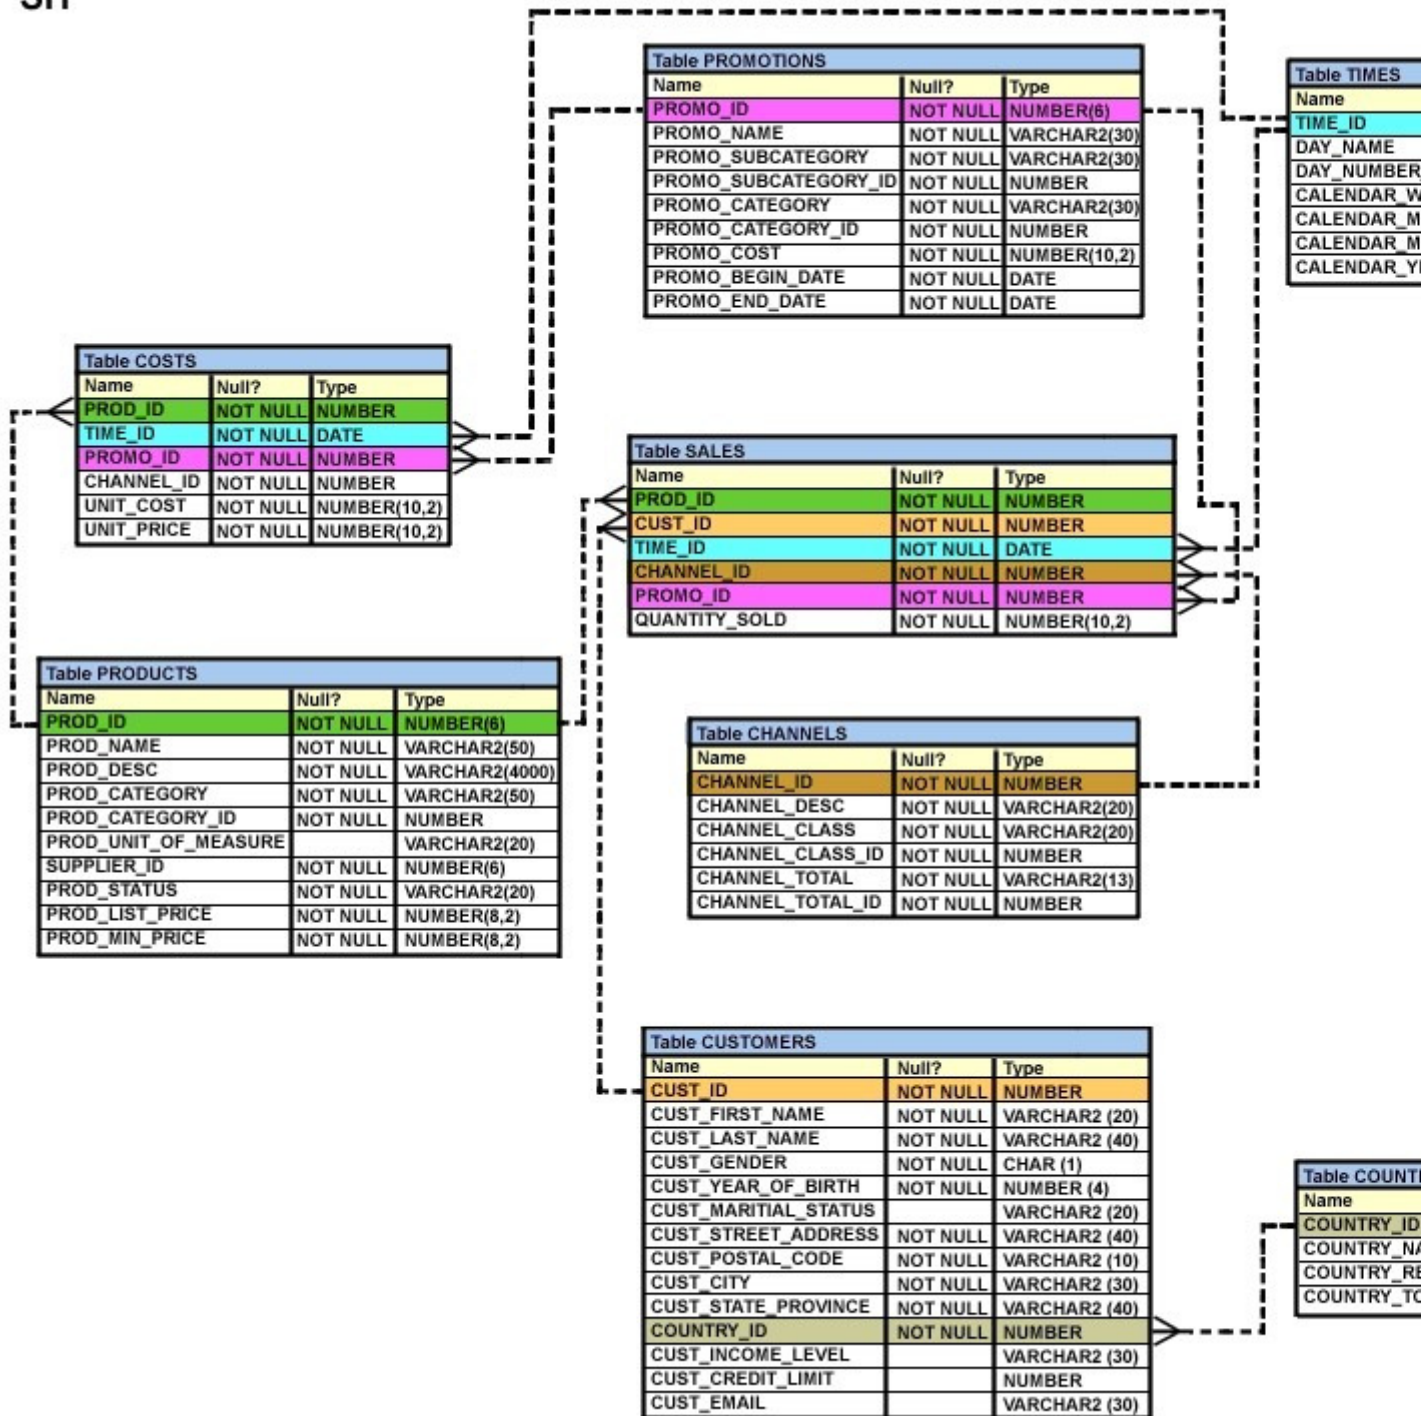 SH
Table PROMOTIONS
Name Null? Type
PROMO_ID NOT NULL NUMBER(6)
PROMO_NAME NOT NULL VARCHAR2(30)
PROMO_SUBCATEGORY NOT NULL VARCHAR2(30)
PROMO_SUBCATEGORY_ID NOT NULL NUMBER
PROMO_CATEGORY NOT NULL VARCHAR2(30)
PROMO_CATEGORY_ID NOT NULL NUMBER
PROMO_COST NOT NULL NUMBER(10,2)
PROMO_BEGIN_DATE NOT NULL DATE
PROMO_END_DATE NOT NULL DATE
Table TIMES
Name
TIME_ID
DAY_NAME
DAY_NUMBER
CALENDAR_W
CALENDAR_M
CALENDAR_M
CALENDAR_Y
Table COSTS
Name Null? Type
PROD_ID NOT NULL NUMBER
TIME_ID NOT NULL DATE
PROMO_ID NOT NULL NUMBER
CHANNEL_ID NOT NULL NUMBER
UNIT_COST NOT NULL NUMBER(10,2)
UNIT_PRICE NOT NULL NUMBER(10,2)
Table SALES
Name Null? Type
PROD_ID NOT NULL NUMBER
CUST_ID NOT NULL NUMBER
TIME_ID NOT NULL DATE
CHANNEL_ID NOT NULL NUMBER
PROMO_ID NOT NULL NUMBER
QUANTITY_SOLD NOT NULL NUMBER(10,2)
Table PRODUCTS
Name Null? Type
PROD_ID NOT NULL NUMBER(6)
PROD_NAME NOT NULL VARCHAR2(50)
PROD_DESC NOT NULL VARCHAR2(4000)
PROD_CATEGORY NOT NULL VARCHAR2(50)
PROD_CATEGORY_ID NOT NULL NUMBER
PROD_UNIT_OF_MEASURE VARCHAR2(20)
SUPPLIER_ID NOT NULL NUMBER(6)
PROD_STATUS NOT NULL VARCHAR2(20)
PROD_LIST_PRICE NOT NULL NUMBER(8,2)
PROD_MIN_PRICE NOT NULL NUMBER(8,2)
Table CHANNELS
Name Null? Type
CHANNEL_ID NOT NULL NUMBER
CHANNEL_DESC NOT NULL VARCHAR2(20)
CHANNEL_CLASS NOT NULL VARCHAR2(20)
CHANNEL_CLASS_ID NOT NULL NUMBER
CHANNEL_TOTAL NOT NULL VARCHAR2(13)
CHANNEL_TOTAL_ID NOT NULL NUMBER
Table CUSTOMERS
Name Null? Type
CUST_ID NOT NULL NUMBER
CUST_FIRST_NAME NOT NULL VARCHAR2 (20)
CUST_LAST_NAME NOT NULL VARCHAR2 (40)
CUST_GENDER NOT NULL CHAR (1)
CUST_YEAR_OF_BIRTH NOT NULL NUMBER (4)
CUST_MARITIAL_STATUS VARCHAR2 (20)
CUST_STREET_ADDRESS NOT NULL VARCHAR2 (40)
CUST_POSTAL_CODE NOT NULL VARCHAR2 (10)
CUST_CITY NOT NULL VARCHAR2 (30)
CUST_STATE_PROVINCE NOT NULL VARCHAR2 (40)
COUNTRY_ID NOT NULL NUMBER
CUST_INCOME_LEVEL VARCHAR2 (30)
CUST_CREDIT_LIMIT NUMBER
CUST_EMAIL VARCHAR2 (30)
Table COUNT
Name
COUNTRY_ID
COUNTRY_NA
COUNTRY_RE
COUNTRY_TO